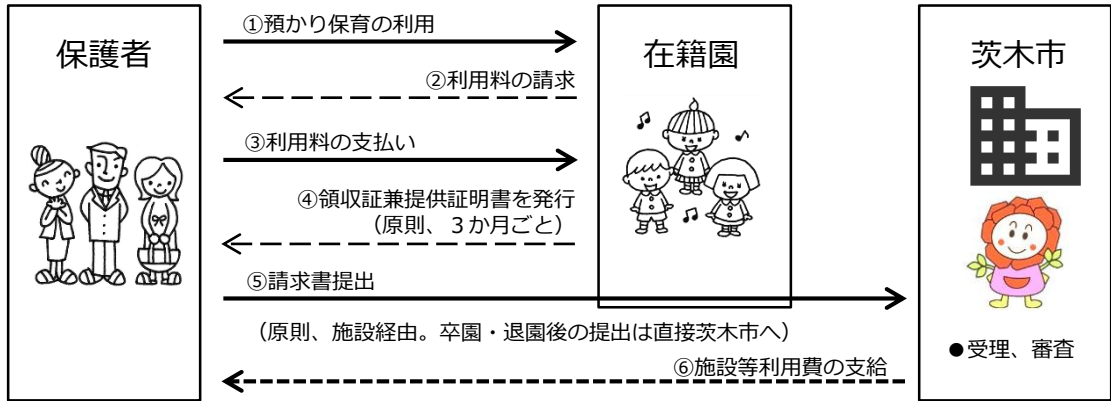 保護者
①預かり保育の利用
在籍園
茨木市
②利用料の請求
③利用料の支払い
④領収証兼提供証明書を発行
（原則、３か月ごと）
⑤請求書提出
（原則、施設経由。卒園・退園後の提出は直接茨木市へ）
●受理、審査
⑥施設等利用費の支給